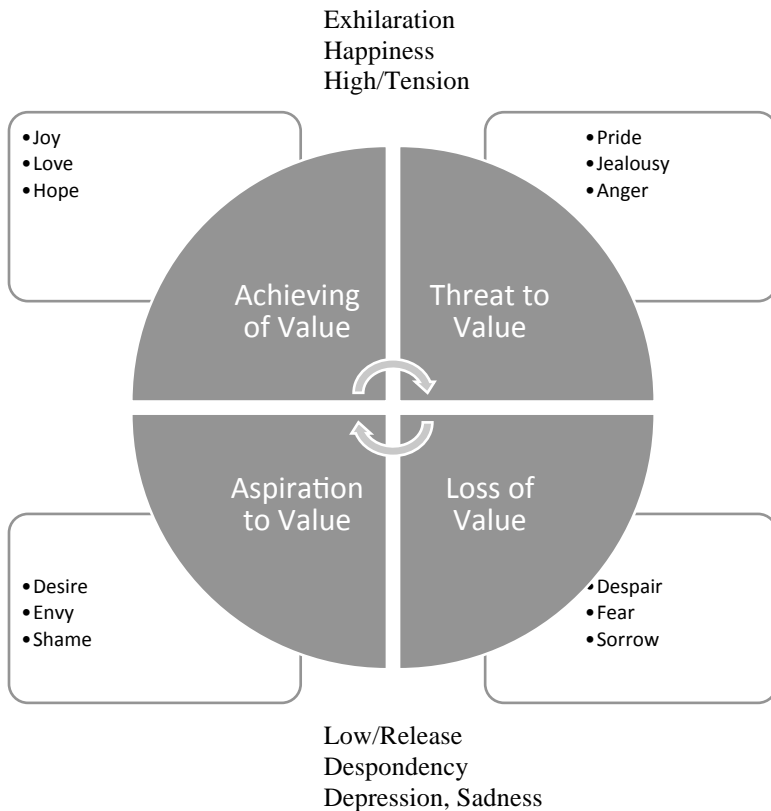 Exhilaration
Happiness
High/Tension
•Joy
•Love
•Hope
•Pride
•Jealousy
•Anger
Achieving
of Value
Threat to
Value
Aspiration
to Value
Loss of
Value
•Desire
•Envy
•Shame
•Despair
•Fear
•Sorrow
Low/Release
Despondency
Depression, Sadness